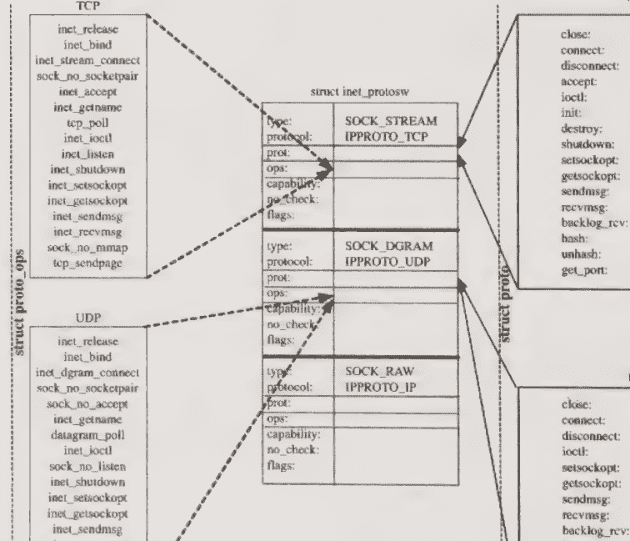 TCP
inet_release
inet_bind
inet_stream_connect
sock_no_socketpair
inet_accept
inet_getname
tcp_poll
inet_ioctl
inet_listen
inet_shutdown
inet_setsockopt
inet_getsockopt
inet_sendmsg
inet_recvmsg
sock_no_mmap
tcp_sendpage
struct proto_ops
UDP
inet_release
inet_bind
inet_dgram_connect
sock_no_socketpair
sock_no_accept
inet_getname
datagram_poll
inet_ioctl
sock_no_listen
inet_shutdown
inet_setsockopt
inet_getsockopt
inet_sendmsg
struct inet_protosw
type: SOCK_STREAM
protocol: IPPROTO_TCP
prot:
ops:
capability:
no_check:
flags:
type: SOCK_DGRAM
protocol: IPPROTO_UDP
prot:
ops:
capability:
no_check:
flags:
type: SOCK_RAW
protocol: IPPROTO_IP
prot:
ops:
capability:
no_check:
flags:
struct proto
close:
connect:
disconnect:
accept:
ioctl:
init:
destroy:
shutdown:
setsockopt:
getsockopt:
sendmsg:
recvmsg:
backlog_rcv:
hash:
unhash:
get_port:
close:
connect:
disconnect:
ioctl:
setsockopt:
getsockopt:
sendmsg:
recvmsg:
backlog_rcv: